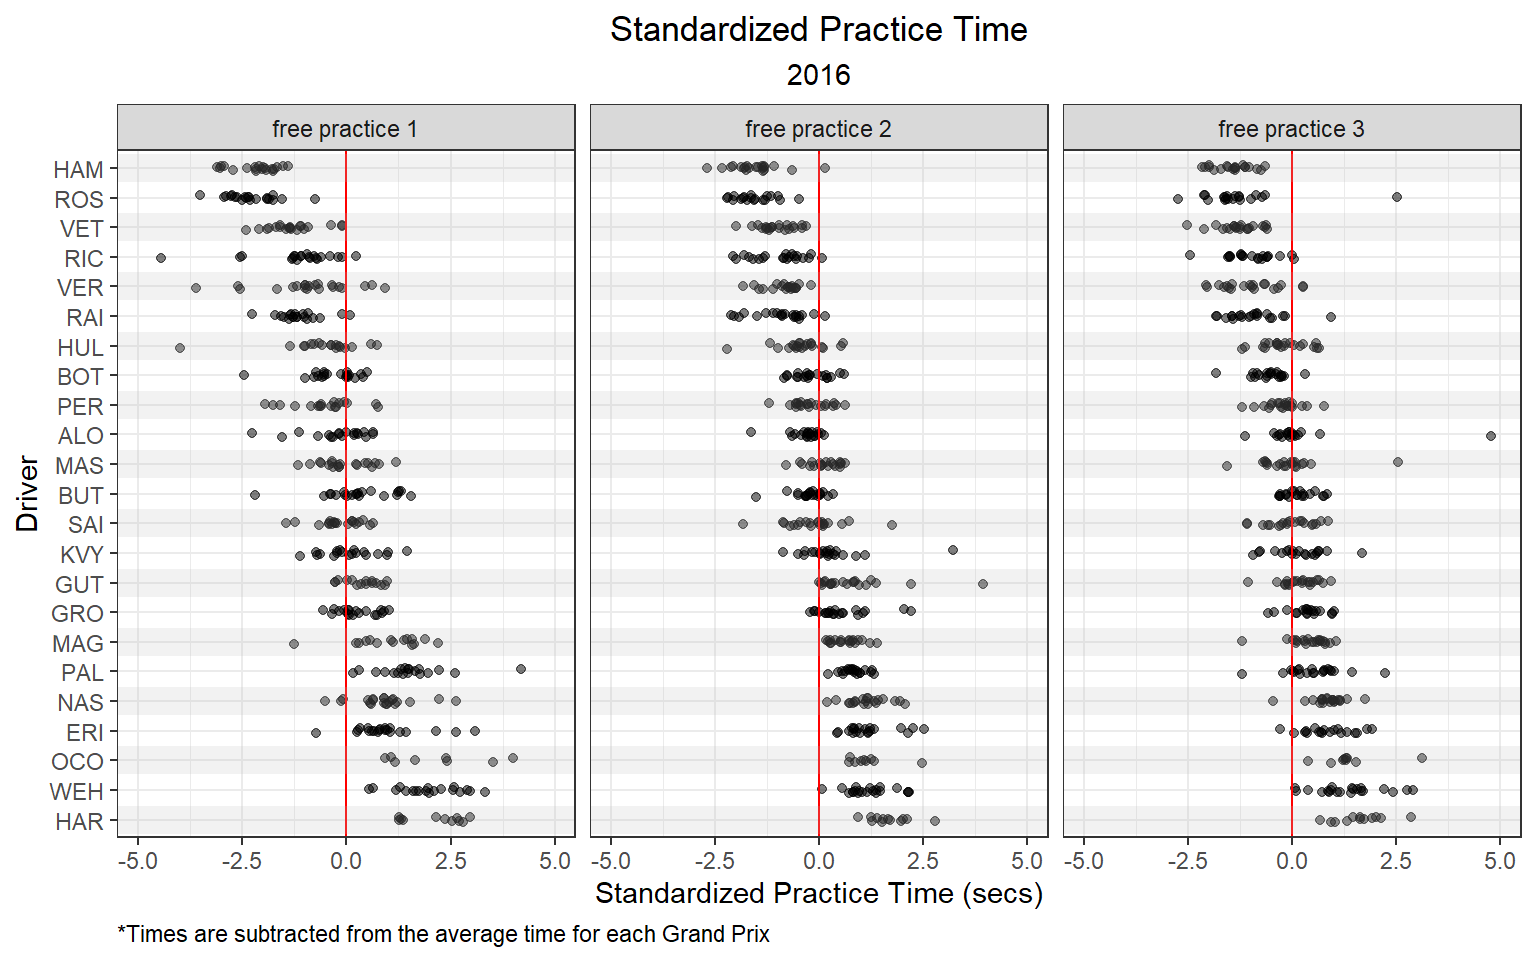 Standardized Practice Time
2016
free practice 1 free practice 2 free practice 3
HAM
ROS
VET
RIC
VER
RAI
HUL
BOT
PER
ALO
MAS
BUT
SAI
KVY
GUT
GRO
MAG
PAL
NAS
ERI
OCO
WEH
HAR
Driver
-5.0 -2.5 0.0 2.5 5.0 -5.0 -2.5 0.0 2.5 5.0 -5.0 -2.5 0.0 2.5 5.0
Standardized Practice Time (secs)
*Times are subtracted from the average time for each Grand Prix